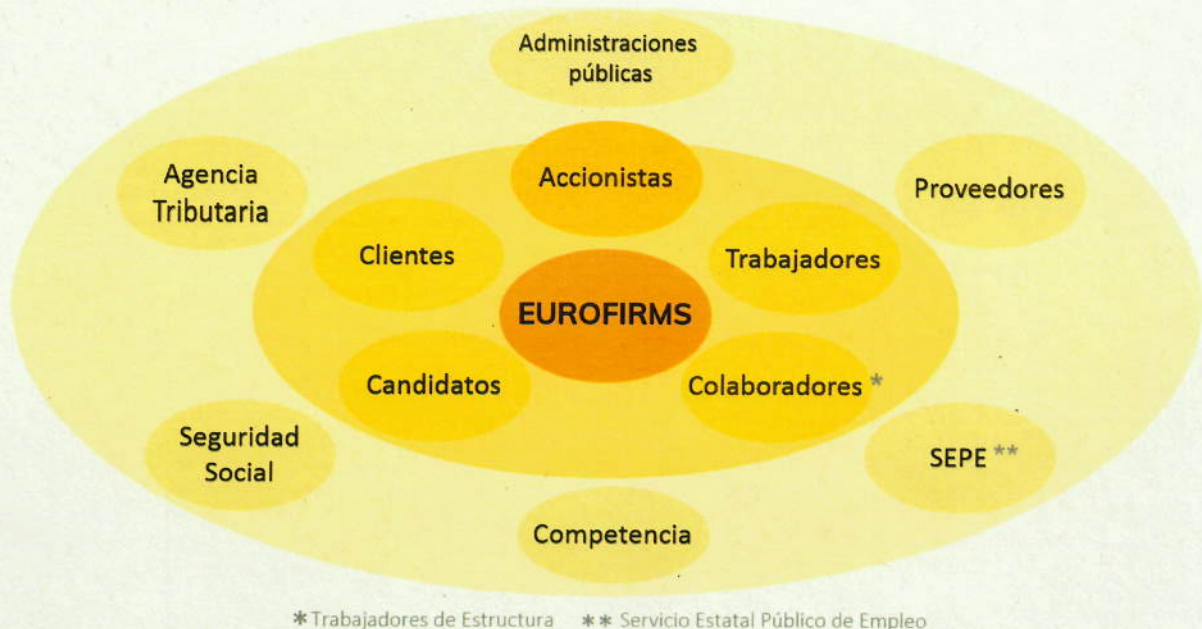 Administraciones
públicas
Agencia
Tributaria
Accionistas
Proveedores
Clientes
Trabajadores
EUROFIRMS
Candidatos
Colaboradores *
Seguridad
Social
SEPE **
Competencia
* Trabajadores de Estructura ** Servicio Estatal Público de Empleo